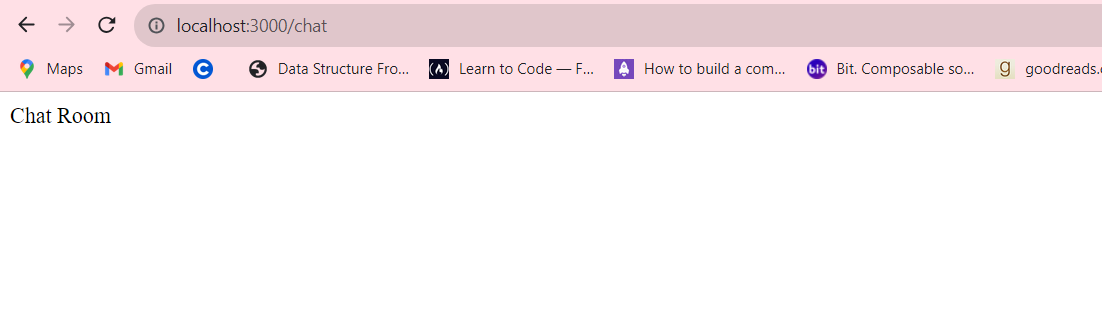 localhost:3000/chat
Maps Gmail C Data Structure Fro... (A) Learn to Code — F... How to build a com... bit Bit. Composable so... g goodreads.
Chat Room